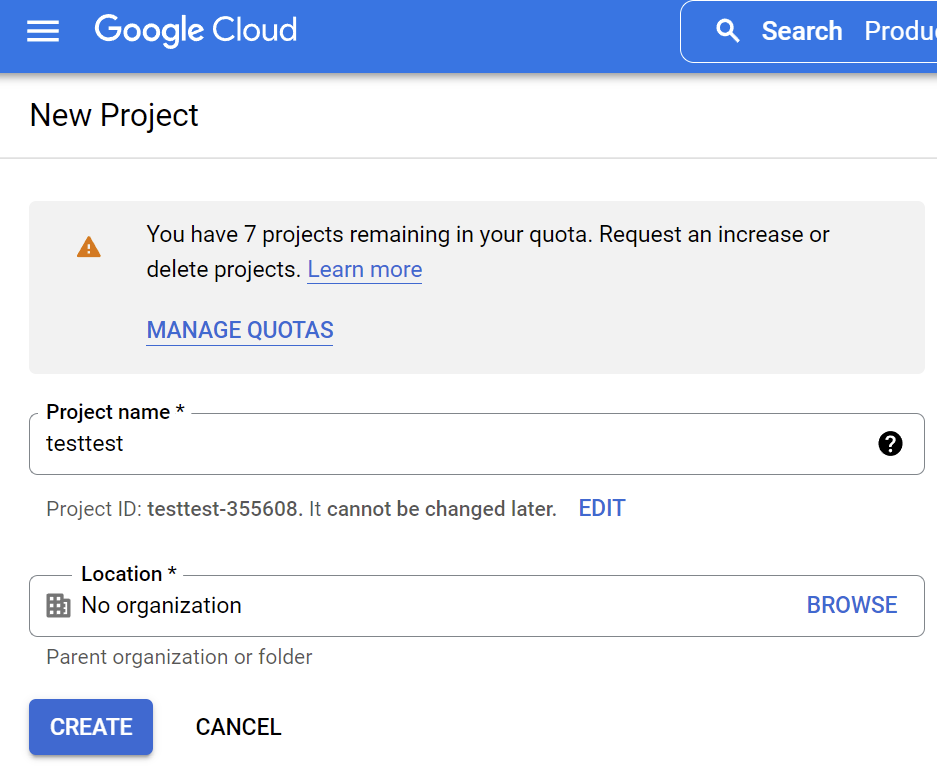 Google Cloud
Search Produ
New Project
You have 7 projects remaining in your quota. Request an increase or
delete projects. Learn more
MANAGE QUOTAS
Project name *
testtest
Project ID: testtest-355608. It cannot be changed later. EDIT
Location *
No organization BROWSE
Parent organization or folder
CREATE CANCEL